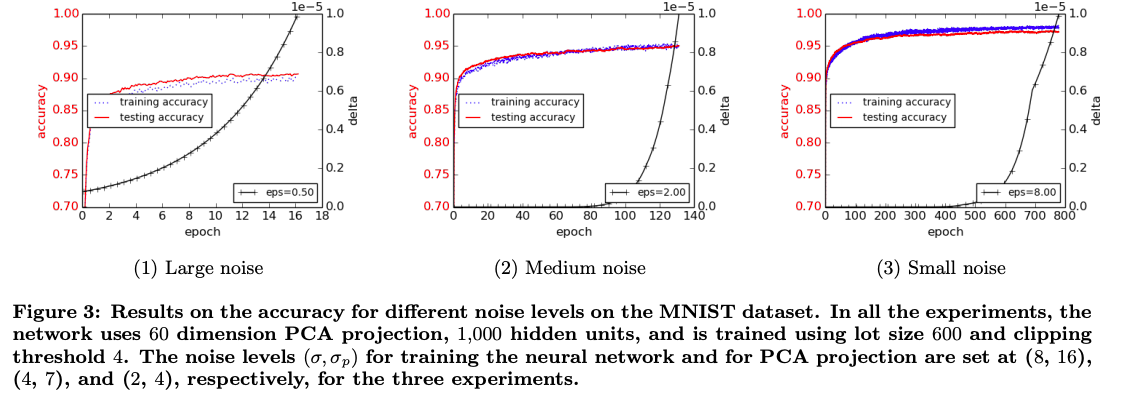 1e−5
1.00
0.95
0.90
0.85
0.80
0.75
0.70
accuracy
1.0
0.8
0.6
0.4
0.2
0.0
delta
training accuracy
testing accuracy
eps=0.50
0 2 4 6 8 10 12 14 16 18
epoch
(1) Large noise
1e−5
1.00
0.95
0.90
0.85
0.80
0.75
0.70
accuracy
1.0
0.8
0.6
0.4
0.2
0.0
delta
training accuracy
testing accuracy
eps=2.00
0 20 40 60 80 100 120 140
epoch
(2) Medium noise
1e−5
1.00
0.95
0.90
0.85
0.80
0.75
0.70
accuracy
1.0
0.8
0.6
0.4
0.2
0.0
delta
training accuracy
testing accuracy
eps=8.00
0 100 200 300 400 500 600 700 800
epoch
(3) Small noise
Figure 3: Results on the accuracy for different noise levels on the MNIST dataset. In all the experiments, the
network uses 60 dimension PCA projection, 1,000 hidden units, and is trained using lot size 600 and clipping
threshold 4. The noise levels (σ, σp) for training the neural network and for PCA projection are set at (8, 16),
(4, 7), and (2, 4), respectively, for the three experiments.